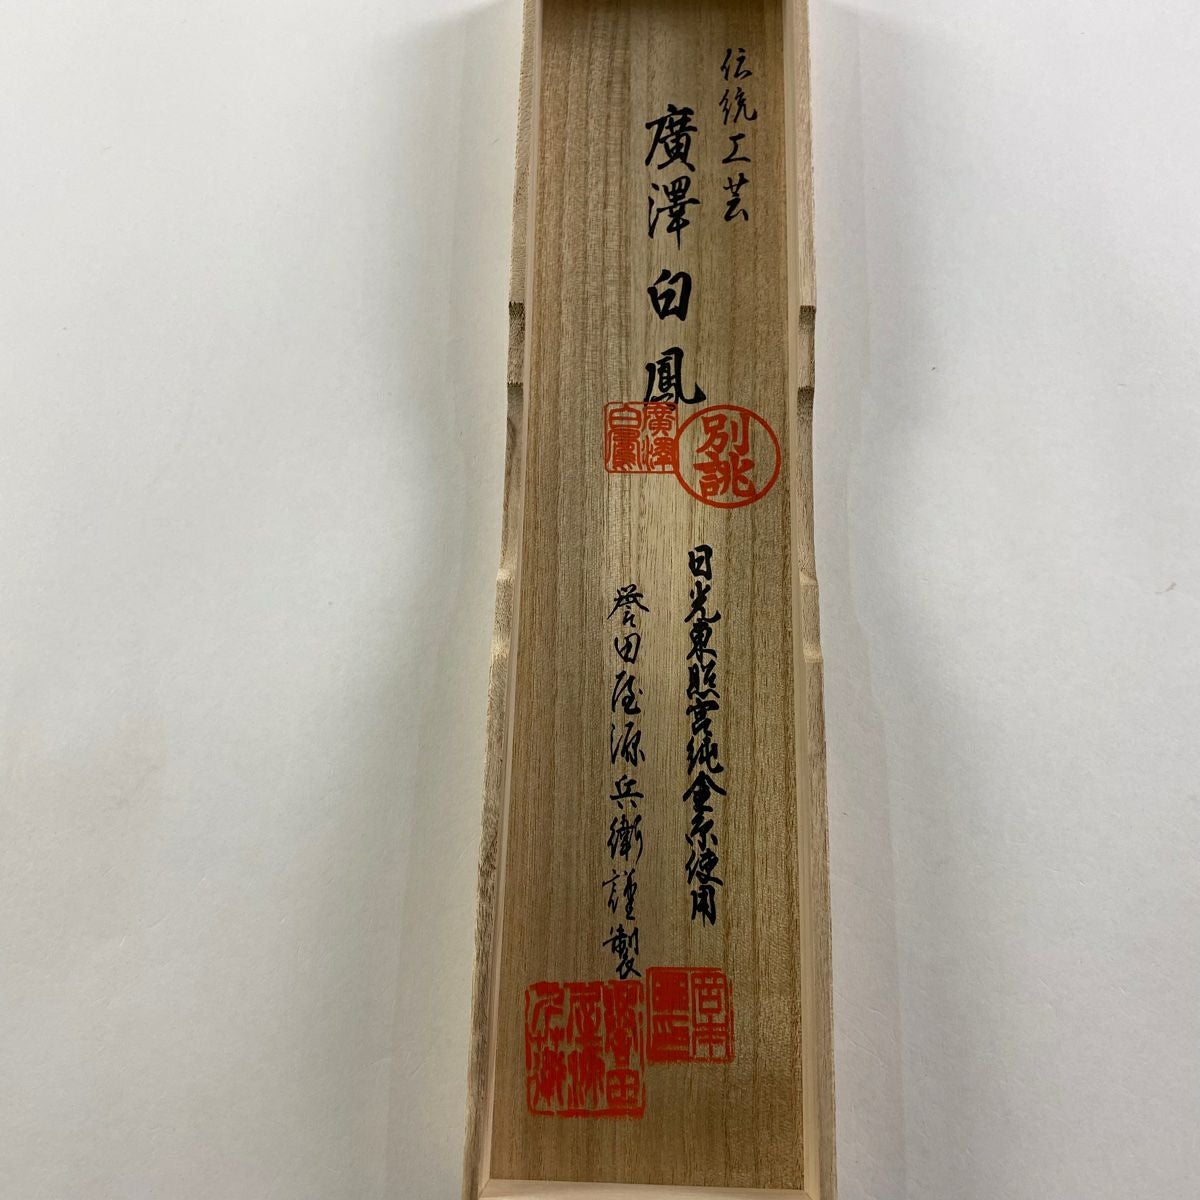 伝統工芸
廣澤白鳳
廣澤
白鳳
別誂
日光東照宮純金糸使用
誉田屋源兵衛謹製